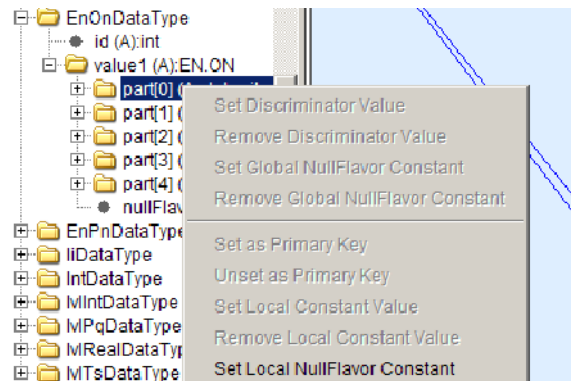 EnOnDataType
id (A):int
value1 (A):EN.ON
part[0]
part[1] (
part[2] (
part[3] (
part[4] (
nullFlav
EnPnDataType
IiDataType
IntDataType
IvlIntDataType
IvlPqDataType
IvlRealDataTyp
IvlTsDataType
Set Discriminator Value
Remove Discriminator Value
Set Global NullFlavor Constant
Remove Global NullFlavor Constant
Set as Primary Key
Unset as Primary Key
Set Local Constant Value
Remove Local Constant Value
Set Local NullFlavor Constant